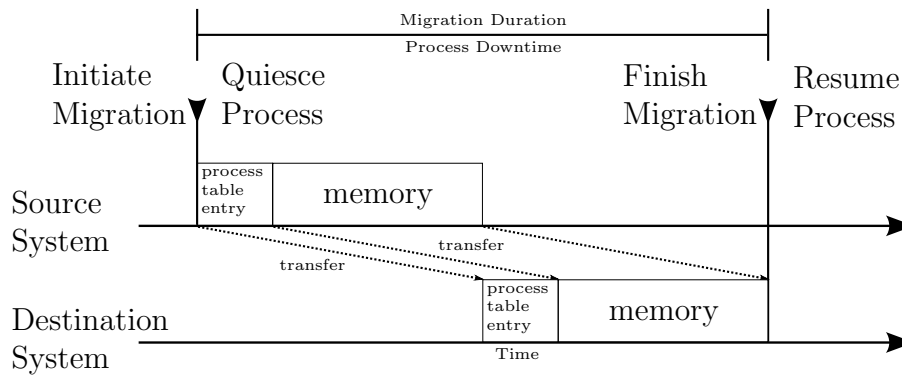 Migration Duration
Process Downtime
Initiate
Migration
Quiesce
Process
Finish
Migration
Resume
Process
process
table
entry
memory
Source
System
transfer
transfer
process
table
entry
memory
Destination
System
Time